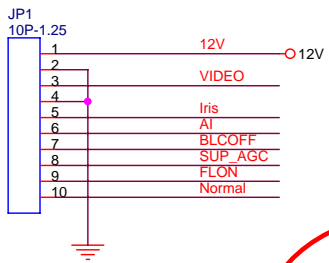 JP1
10P-1.25
1 12V 12V
2
3 VIDEO
4
5 Iris
6 AI
7 BLCOFF
8 SUP_AGC
9 FLON
10 Normal